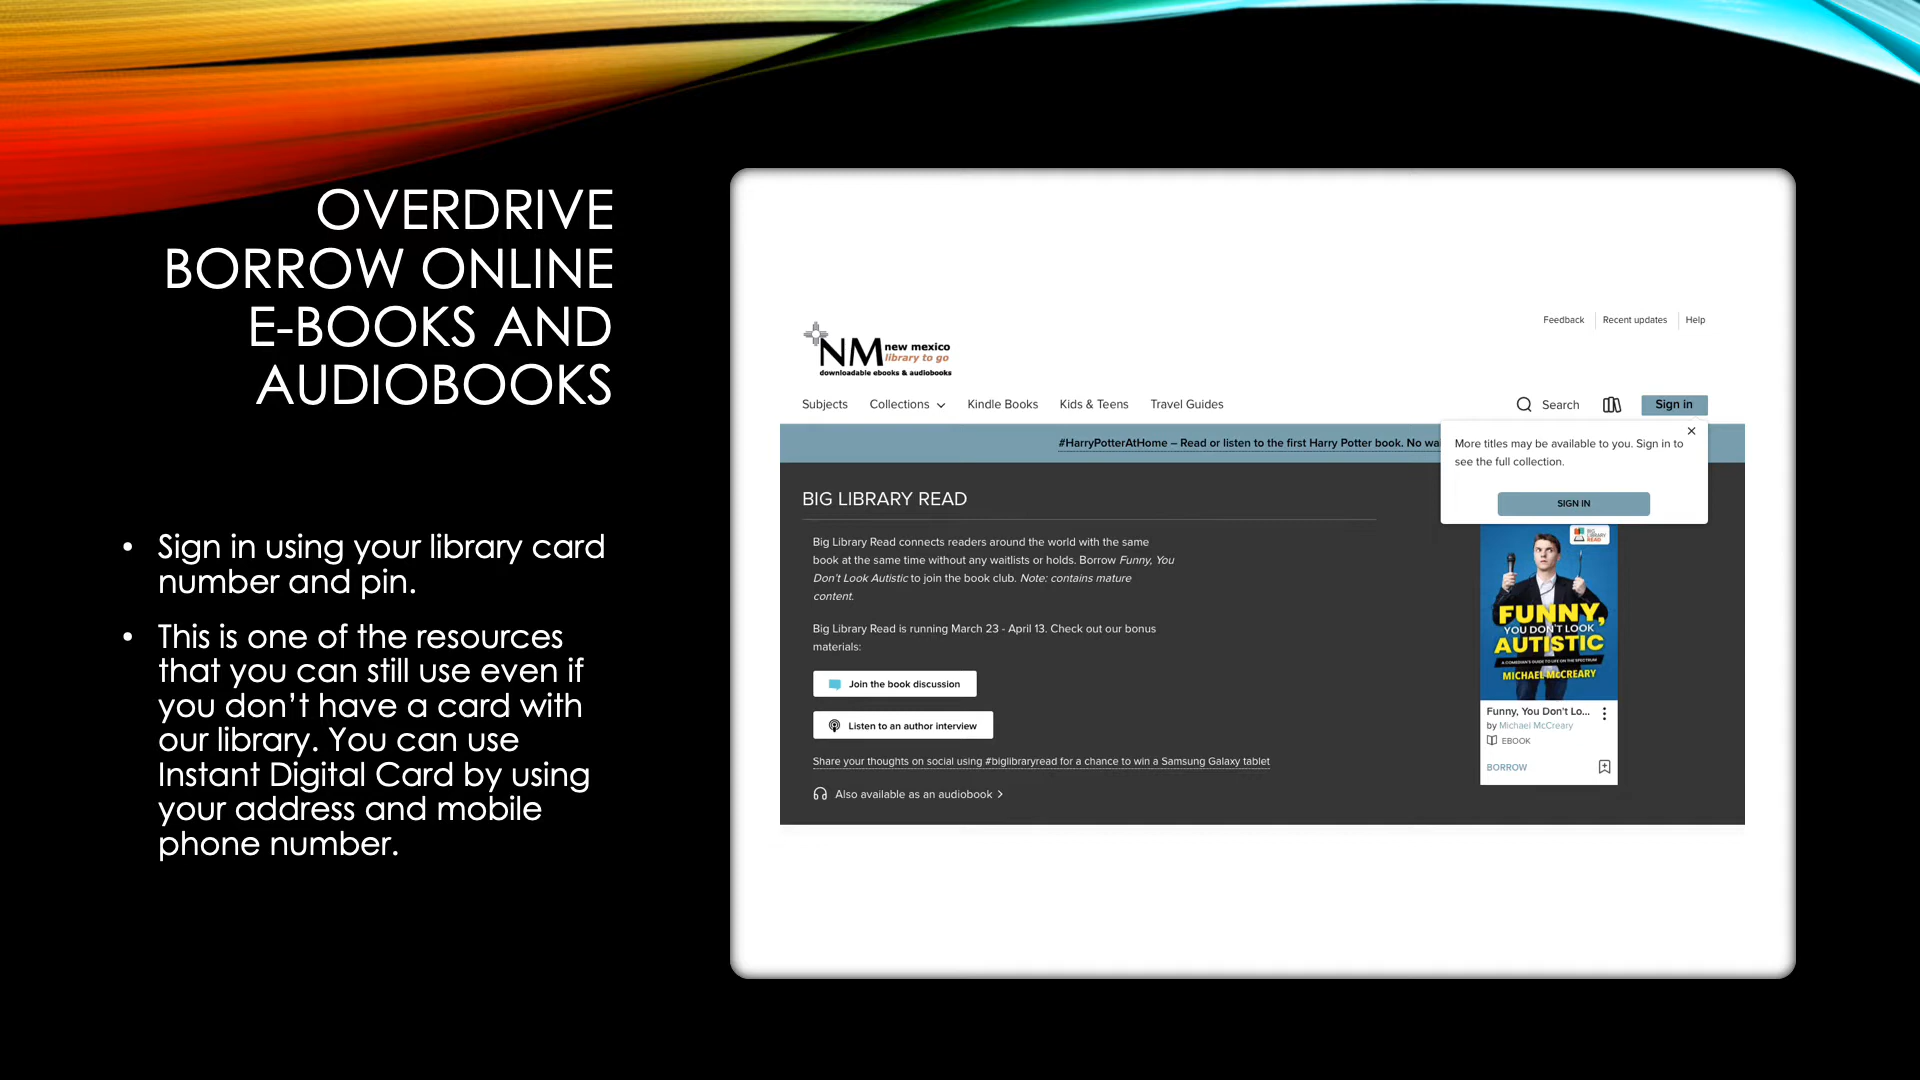 OVERDRIVE
BORROW ONLINE
E-BOOKS AND
AUDIOBOOKS
• Sign in using your library card
number and pin.
• This is one of the resources
that you can still use even if
you don’t have a card with
our library. You can use
Instant Digital Card by using
your address and mobile
phone number.
Feedback
Recent updates
Help
NM new mexico
library to go
downloadable ebooks & audiobooks
Subjects
Collections
Kindle Books
Kids & Teens
Travel Guides
Search
Sign in
#HarryPotterAtHome – Read or listen to the first Harry Potter book. No wa
More titles may be available to you. Sign in to
see the full collection.
SIGN IN
BIG LIBRARY READ
Big Library Read connects readers around the world with the same
book at the same time without any waitlists or holds. Borrow Funny, You
Don't Look Autistic to join the book club. Note: contains mature
content.
Big Library Read is running March 23 - April 13. Check out our bonus
materials:
Join the book discussion
Listen to an author interview
Share your thoughts on social using #biglibraryread for a chance to win a Samsung Galaxy tablet
Also available as an audiobook
BIG
LIBRARY
READ
FUNNY,
YOU DON'T LOOK
AUTISTIC
A COMEDIAN'S GUIDE TO LIFE ON THE SPECTRUM
MICHAEL McCREARY
Funny, You Don't Lo...
by Michael McCreary
EBOOK
BORROW